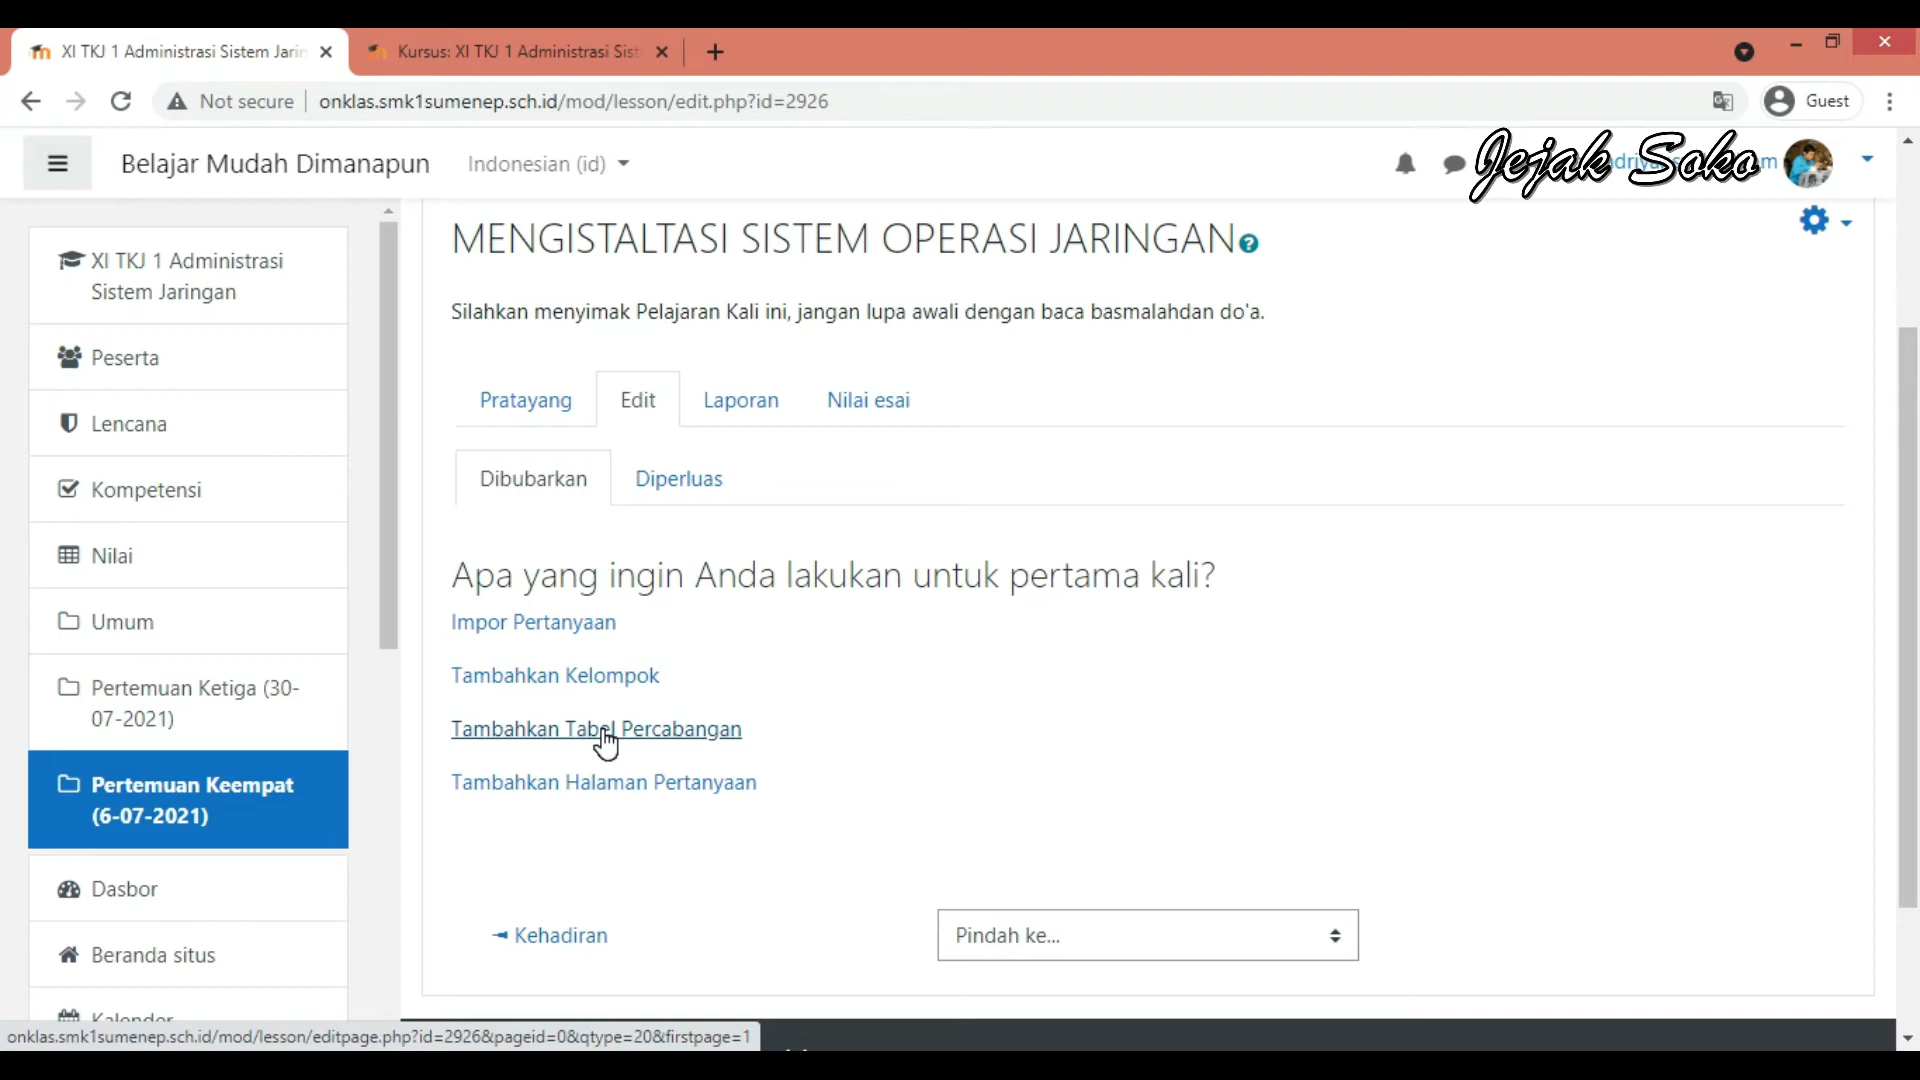 XI TKJ 1 Administrasi Sistem Jarin
Kursus: XI TKJ 1 Administrasi Sist
Not secure
onklas.smk1sumenep.sch.id/mod/lesson/edit.php?id=2926
Guest
Belajar Mudah Dimanapun
Indonesian (id)
Jejak Soko
XI TKJ 1 Administrasi
Sistem Jaringan
Peserta
Lencana
Kompetensi
Nilai
Umum
Pertemuan Ketiga (30-
07-2021)
Pertemuan Keempat
(6-07-2021)
Dasbor
Beranda situs
Kalender
MENGISTALTASI SISTEM OPERASI JARINGAN
Silahkan menyimak Pelajaran Kali ini, jangan lupa awali dengan baca basmalahdan do'a.
Pratayang
Edit
Laporan
Nilai esai
Dibubarkan
Diperluas
Apa yang ingin Anda lakukan untuk pertama kali?
Impor Pertanyaan
Tambahkan Kelompok
Tambahkan Tabel Percabangan
Tambahkan Halaman Pertanyaan
Kehadiran
Pindah ke...
onklas.smk1sumenep.sch.id/mod/lesson/editpage.php?id=2926&pageid=0&qtype=20&firstpage=1